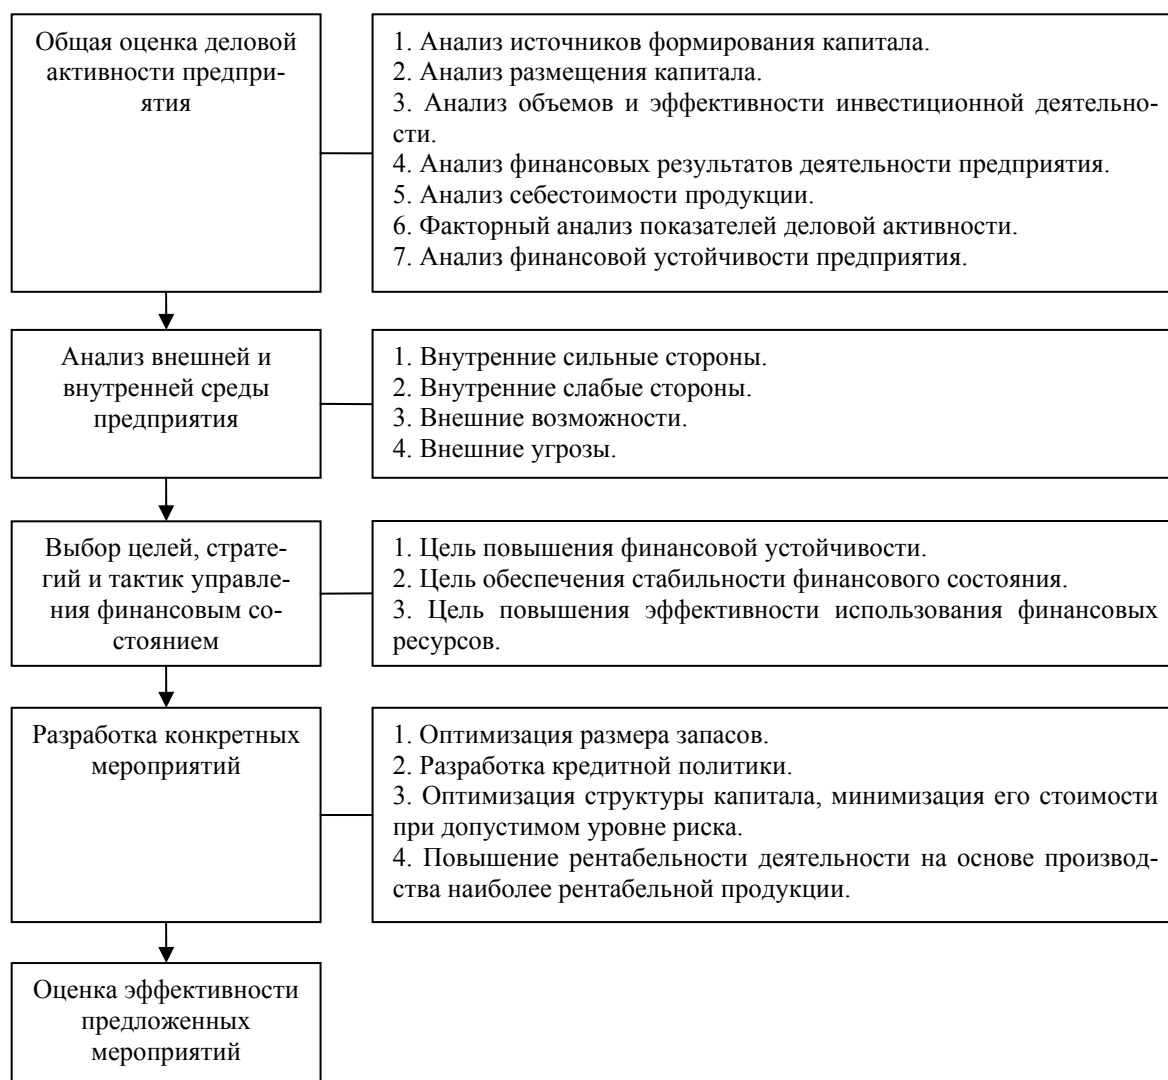 Общая оценка деловой
активности предпри-
ятия
1. Анализ источников формирования капитала.
2. Анализ размещения капитала.
3. Анализ объемов и эффективности инвестиционной деятельно-
сти.
4. Анализ финансовых результатов деятельности предприятия.
5. Анализ себестоимости продукции.
6. Факторный анализ показателей деловой активности.
7. Анализ финансовой устойчивости предприятия.
Анализ внешней и
внутренней среды
предприятия
1. Внутренние сильные стороны.
2. Внутренние слабые стороны.
3. Внешние возможности.
4. Внешние угрозы.
Выбор целей, страте-
гий и тактик управле-
ния финансовым со-
стоянием
1. Цель повышения финансовой устойчивости.
2. Цель обеспечения стабильности финансового состояния.
3. Цель повышения эффективности использования финансовых
ресурсов.
Разработка конкретных
мероприятий
1. Оптимизация размера запасов.
2. Разработка кредитной политики.
3. Оптимизация структуры капитала, минимизация его стоимости
при допустимом уровне риска.
4. Повышение рентабельности деятельности на основе производ-
ства наиболее рентабельной продукции.
Оценка эффективности
предложенных
мероприятий